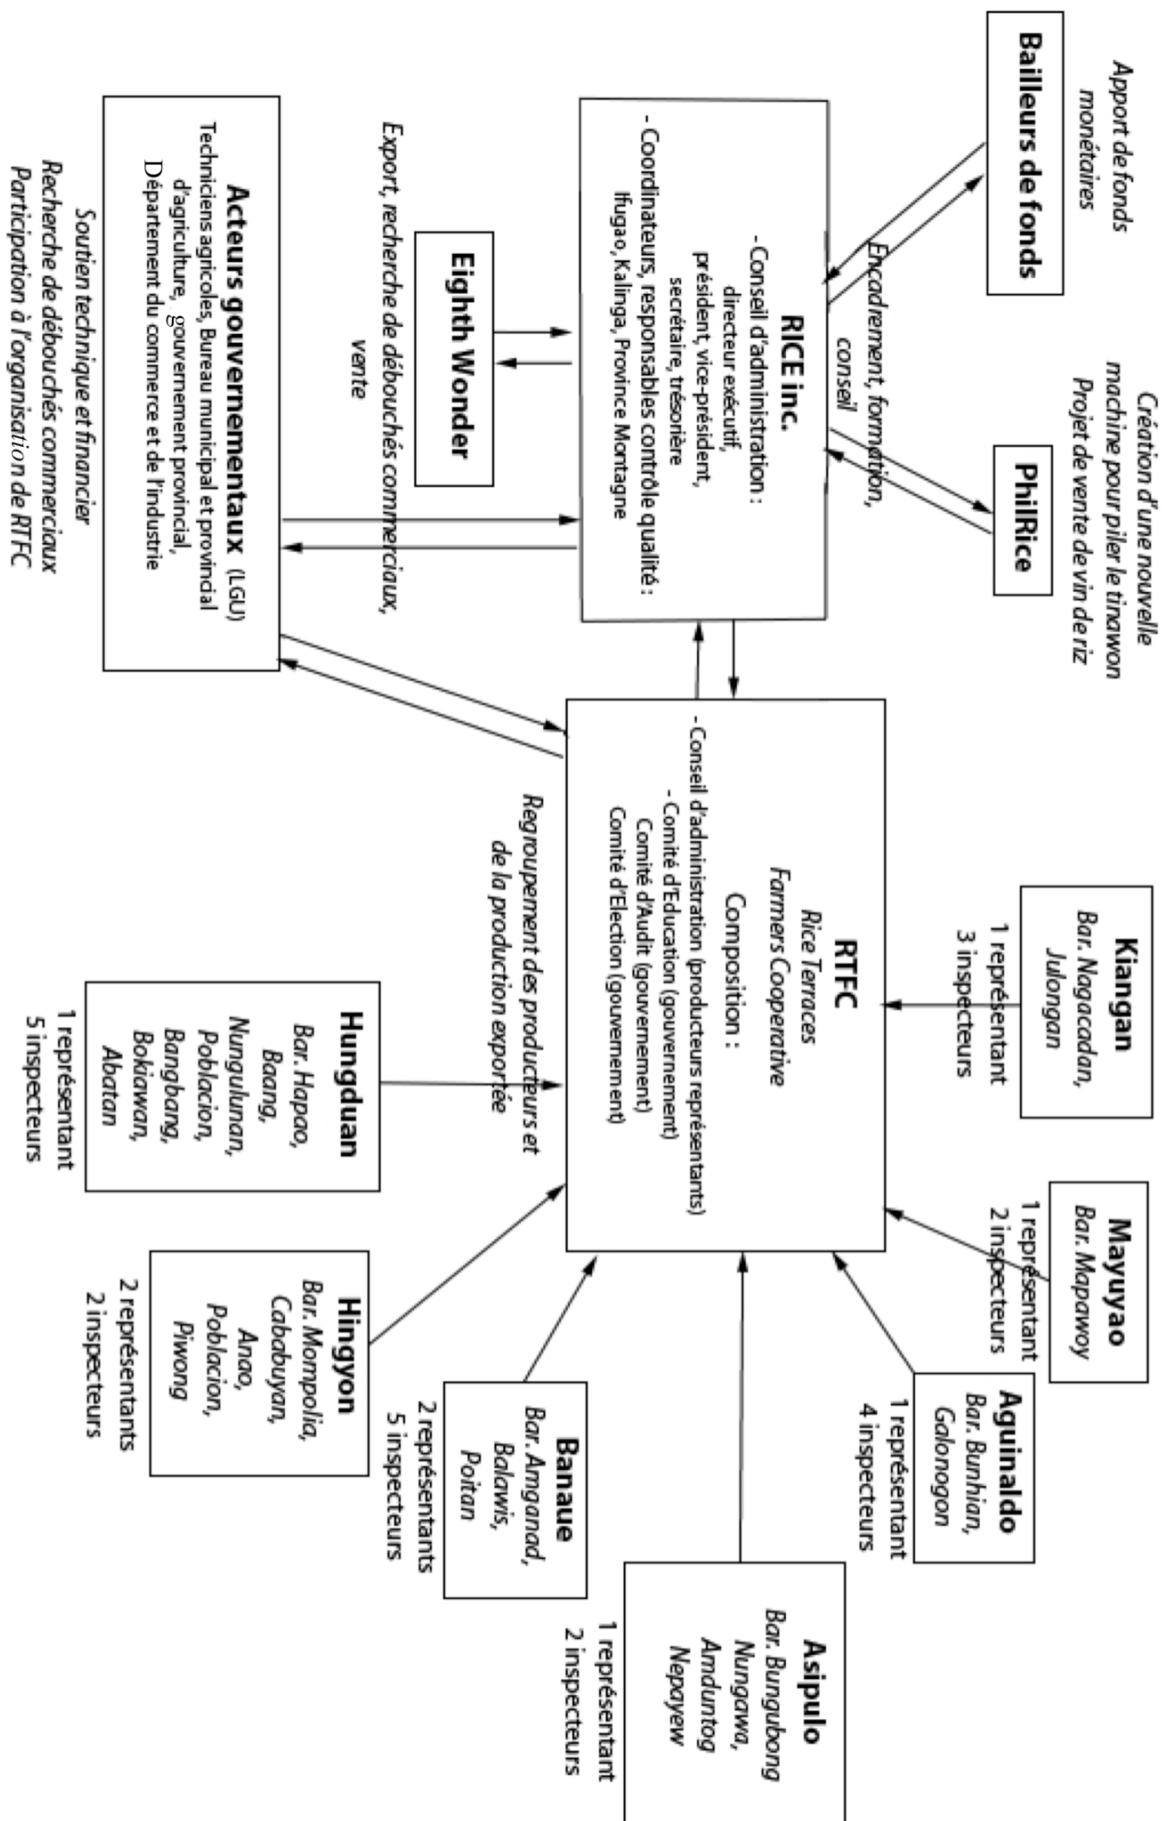 Apport de fonds
monétaires
Bailleurs de fonds
Création d'une nouvelle
machine pour piler le tinawon
Projet de vente de vin de riz
PhilRice
Encadrement, formation,
conseil
RICE inc.
- Conseil d'administration :
directeur exécutif,
président, vice-président,
secrétaire, trésorière
- Coordinateurs, responsables contrôle qualité :
Ifugao, Kalinga, Province Montagne
Eighth Wonder
Export, recherche de débouchés commerciaux,
vente
Acteurs gouvernementaux (LGU)
Techniciens agricoles, Bureau municipal et provincial
d'agriculture, gouvernement provincial,
Département du commerce et de l'industrie
Soutien technique et financier
Recherche de débouchés commerciaux
Participation à l'organisation de RTFC
RTFC
Rice Terraces
Farmers Cooperative
Composition :
- Conseil d'administration (producteurs représentants)
- Comité d'Education (gouvernement)
Comité d'Audit (gouvernement)
Comité d'Election (gouvernement)
Regroupement des producteurs et
de la production exportée
Kiangan
Bar. Nagacadan,
Julongan
1 représentant
3 inspecteurs
Mayuyao
Bar. Mapawoy
1 représentant
2 inspecteurs
Aguinaldo
Bar. Bunhian,
Galonogon
1 représentant
4 inspecteurs
Asipulo
Bar. Bungubong
Nungawa,
Amduntog
Nepayew
1 représentant
2 inspecteurs
Banaue
Bar. Amganad,
Balawis,
Poitan
2 représentants
5 inspecteurs
Hingyon
Bar. Mompolia,
Cababuyan,
Anao,
Poblacion,
Piwong
2 représentants
2 inspecteurs
Hungduan
Bar. Hapao,
Baang,
Nungulunan,
Poblacion,
Bangbang,
Bokiawan,
Abatan
1 représentant
5 inspecteurs